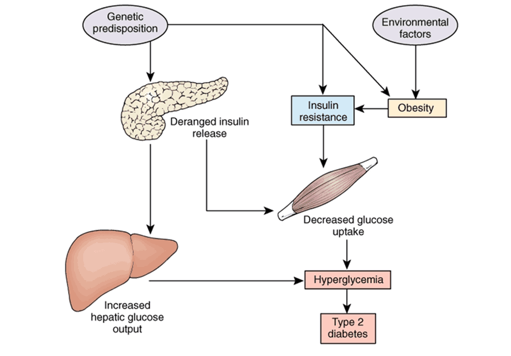 Genetic
predisposition
Environmental
factors
Insulin
resistance
Obesity
Deranged insulin
release
Decreased glucose
uptake
Increased
hepatic glucose
output
Hyperglycemia
Type 2
diabetes